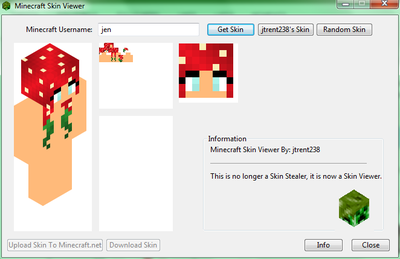 Minecraft Skin Viewer
Minecraft Username: jen Get Skin jtrent238's Skin Random Skin
Information
Minecraft Skin Viewer By: jtrent238
This is no longer a Skin Stealer, it is now a Skin Viewer.
Upload Skin To Minecraft.net Download Skin Info Close